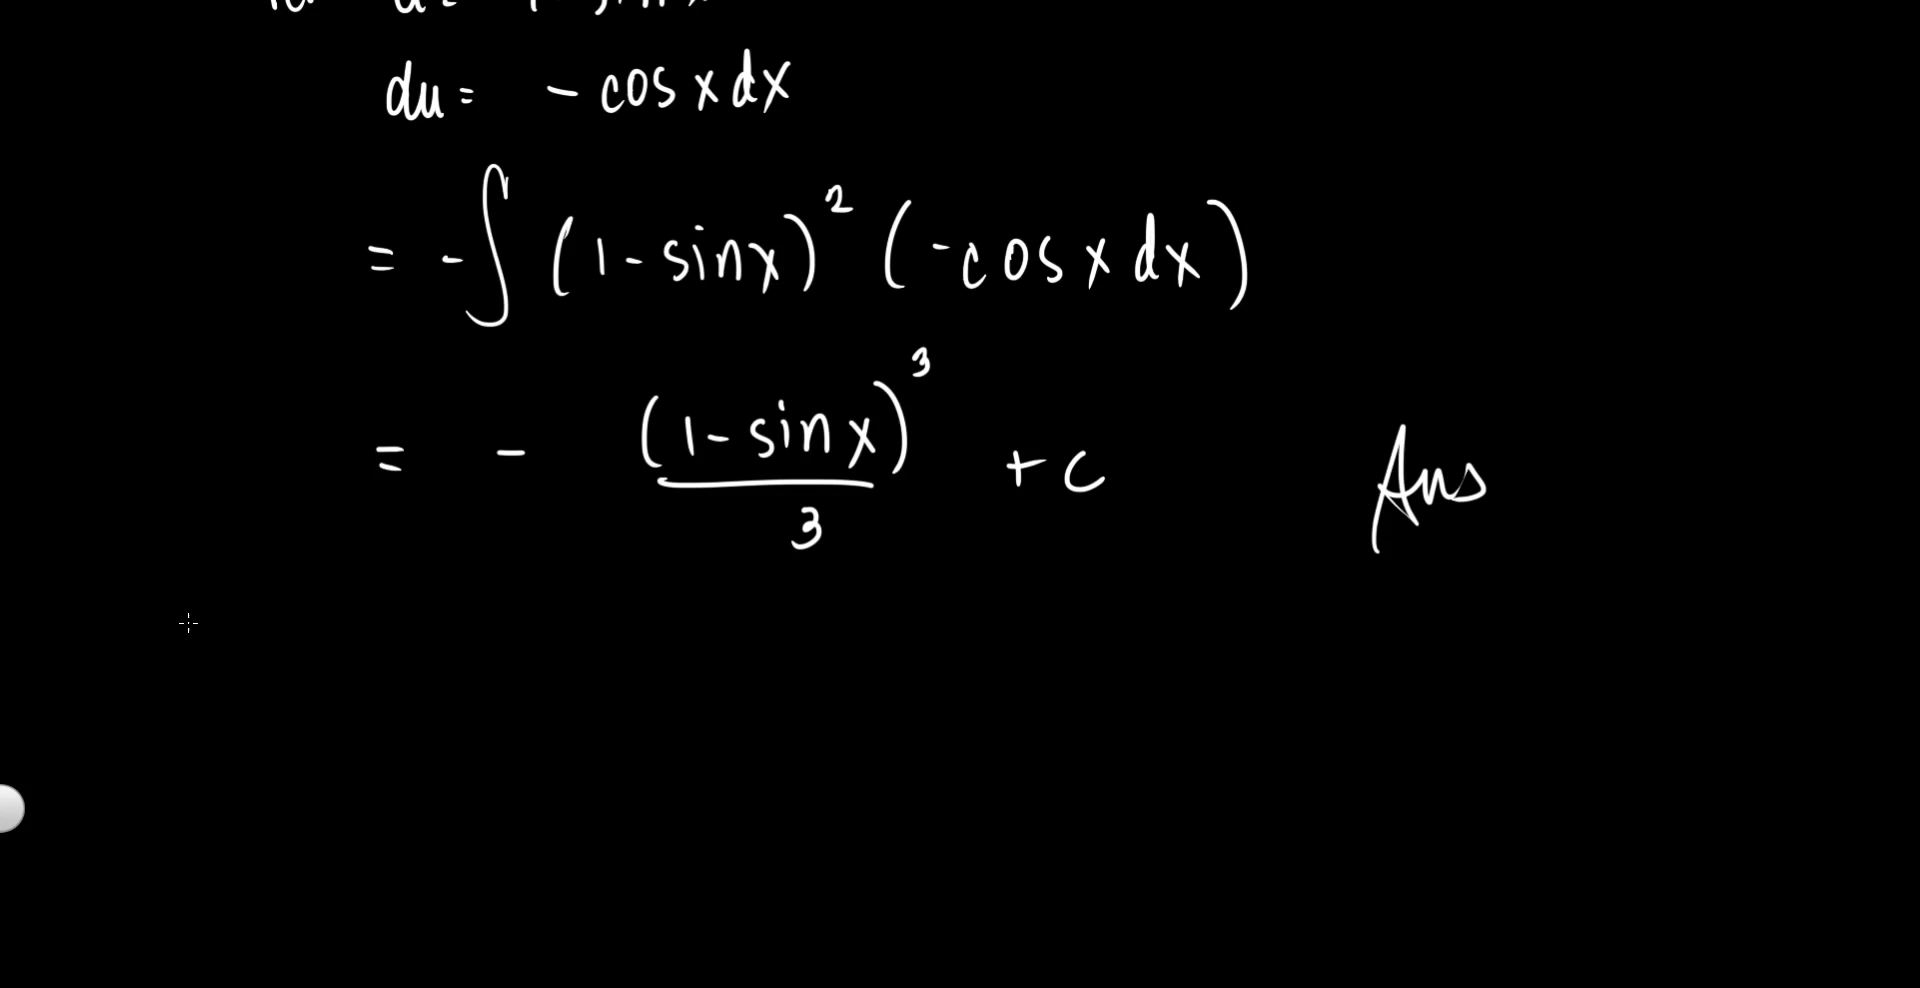 du = - cos x dx
= -∫ (1 - sin x)² (-cos x dx)
= - (1 - sin x)³ / 3 + c Ans